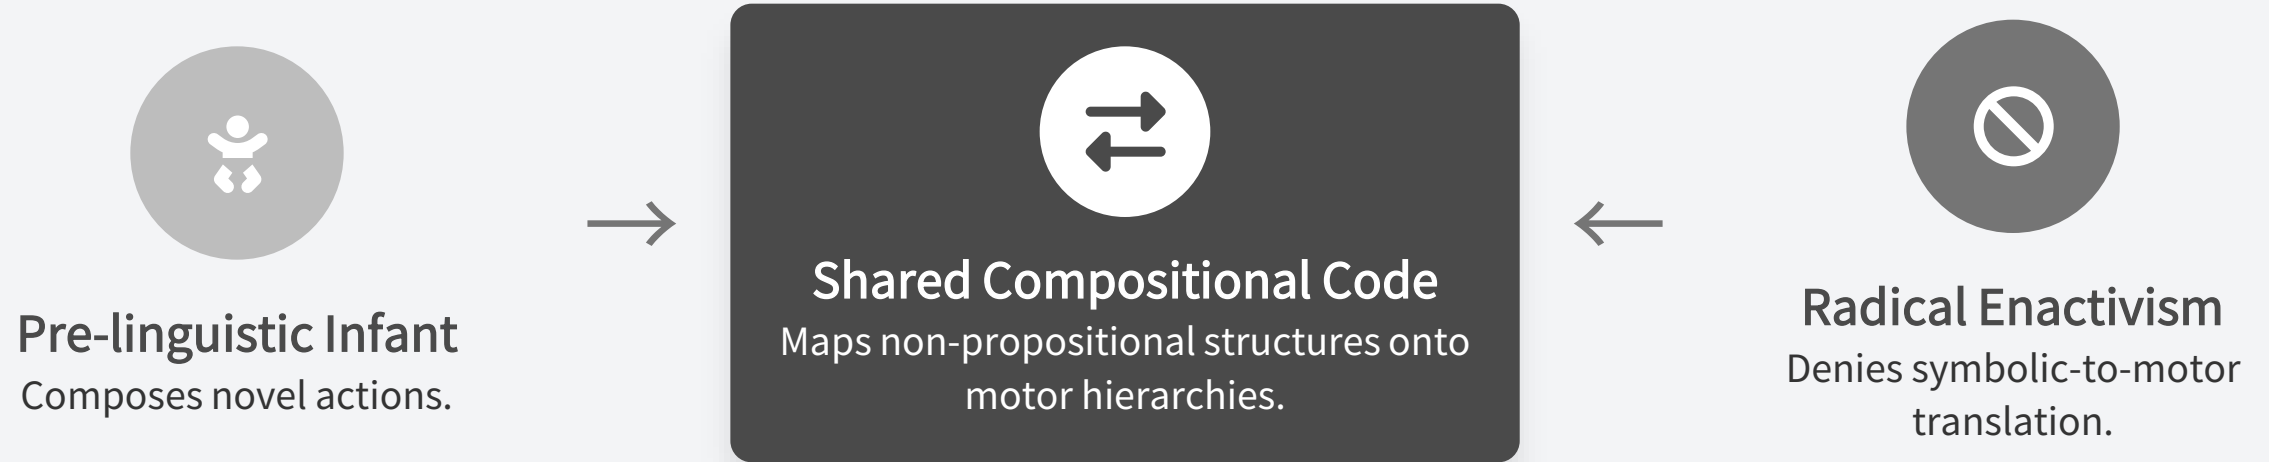 Pre-linguistic Infant
Composes novel actions.
Shared Compositional Code
Maps non-propositional structures onto
motor hierarchies.
Radical Enactivism
Denies symbolic-to-motor
translation.